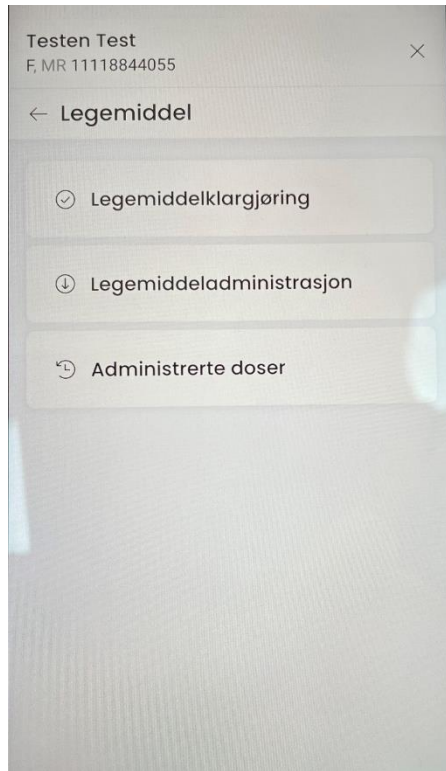 Testen Test
F, MR 11118844055
Legemiddel
Legemiddelklargjøring
Legemiddeladministrasjon
Administrerte doser